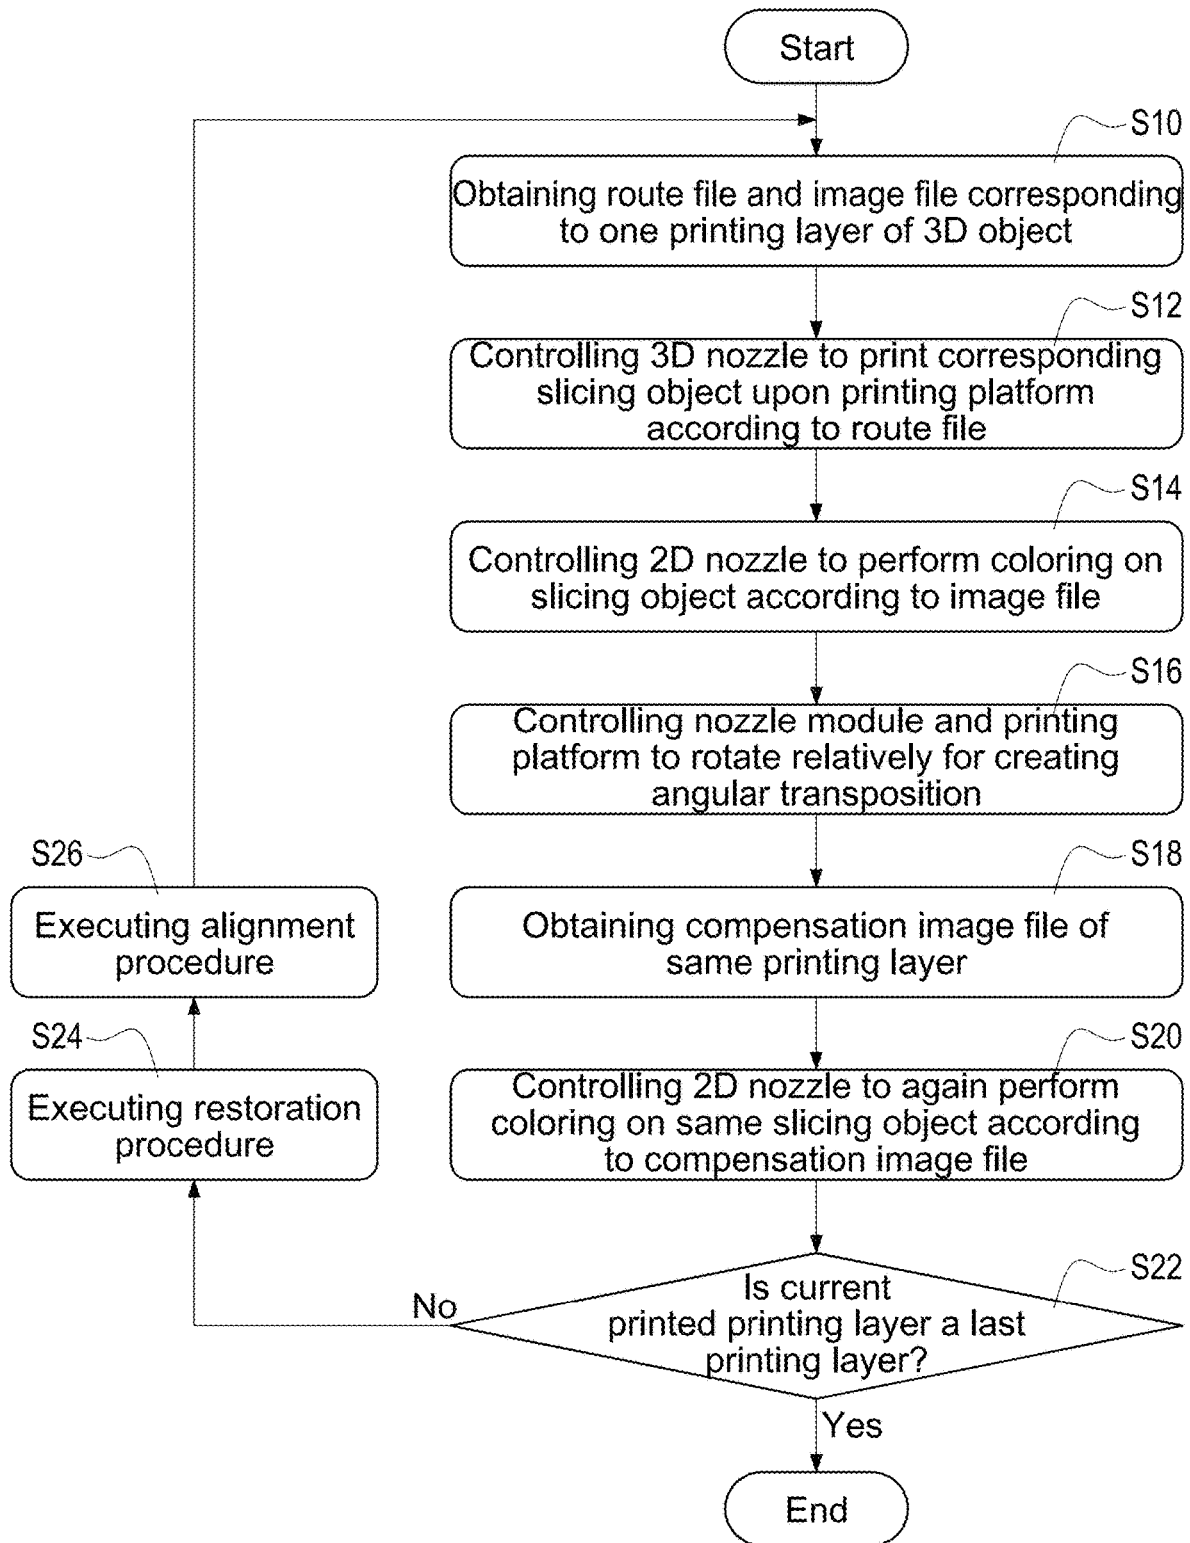 Start
S10
Obtaining route file and image file corresponding
to one printing layer of 3D object
S12
Controlling 3D nozzle to print corresponding
slicing object upon printing platform
according to route file
S14
Controlling 2D nozzle to perform coloring on
slicing object according to image file
S16
Controlling nozzle module and printing
platform to rotate relatively for creating
angular transposition
S18
Obtaining compensation image file of
same printing layer
S20
Controlling 2D nozzle to again perform
coloring on same slicing object according
to compensation image file
S22
Is current
printed printing layer a last
printing layer?
No
Yes
End
S24
Executing restoration
procedure
S26
Executing alignment
procedure